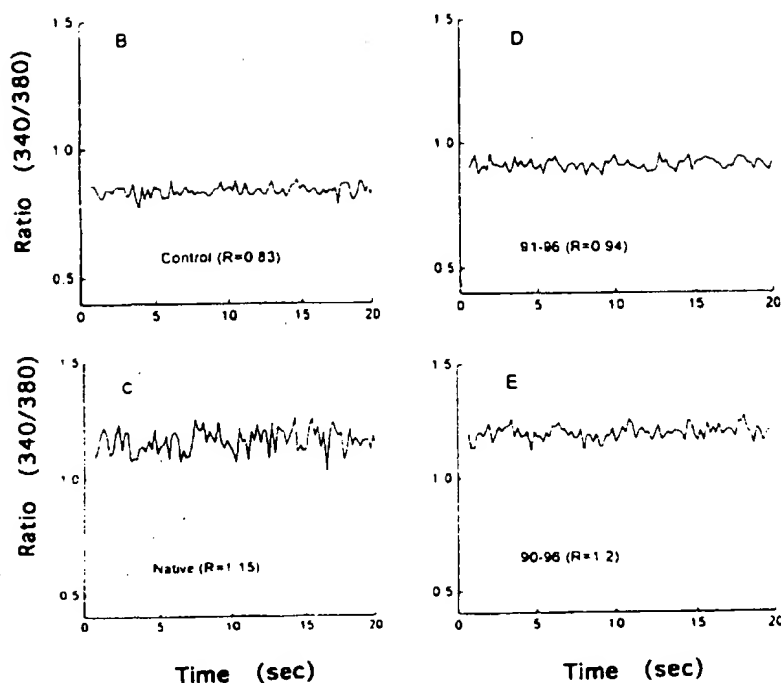 B
Ratio (340/380)
1.5
1.0
0.5
Control (R=0.83)
0 5 10 15 20
D
1.5
1.0
0.5
91-96 (R=0.94)
0 5 10 15 20
C
Ratio (340/380)
1.5
1.0
0.5
Native (R=1.15)
0 5 10 15 20
Time (sec)
E
1.5
1.0
0.5
90-96 (R=1.2)
0 5 10 15 20
Time (sec)